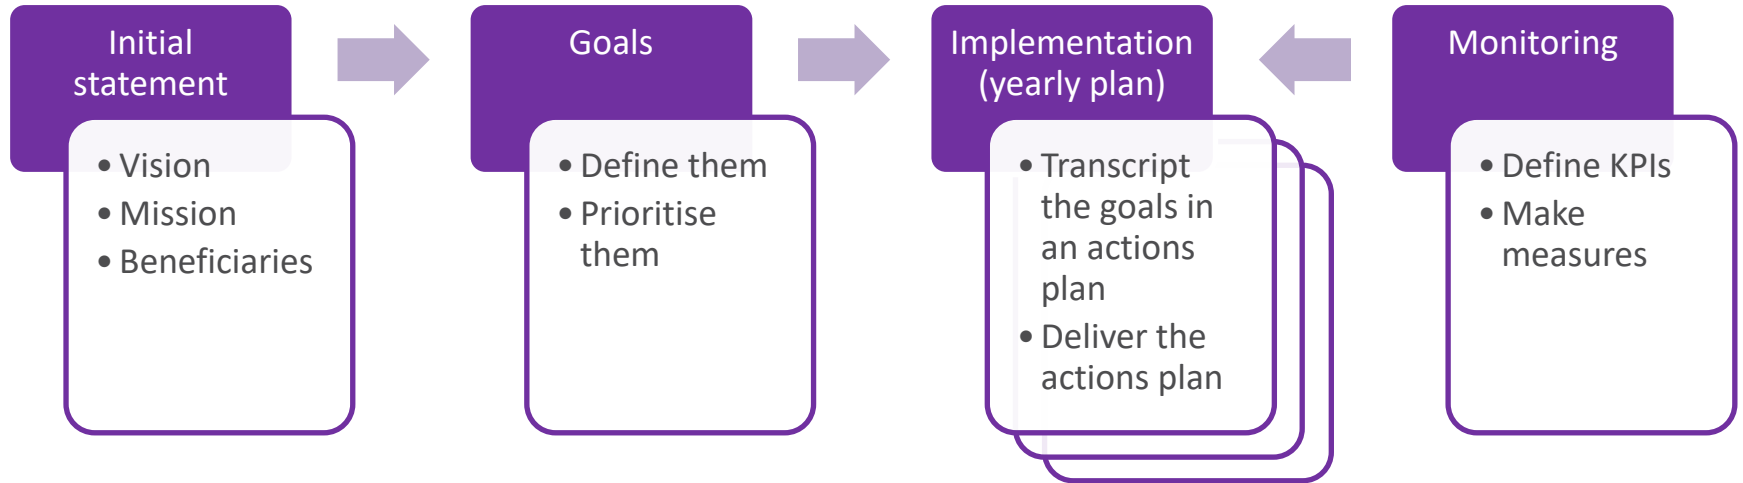 Initial
statement
• Vision
• Mission
• Beneficiaries
Goals
• Define them
• Prioritise
them
Implementation
(yearly plan)
• Transcript
the goals in
an actions
plan
• Deliver the
actions plan
Monitoring
• Define KPIs
• Make
measures